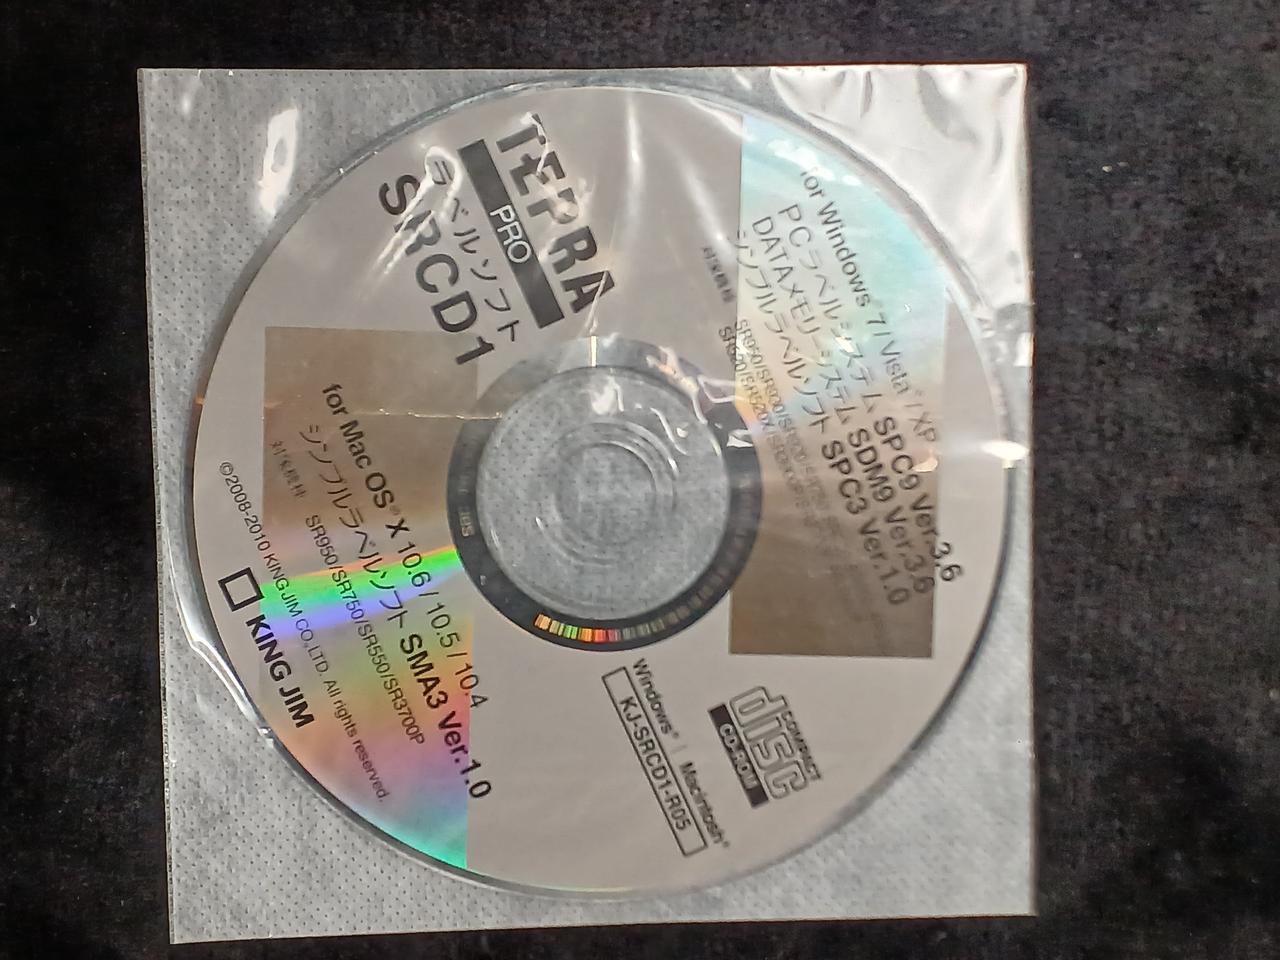 TEPRA
PRO
ラベルソフト
SRCD1
for Windows® 7 / Vista® / XP
PCラベルシステム SPC9 Ver.3.6
DATAメモリーシステム SDM9 Ver.3.6
シンプルラベルソフト SPC3 Ver.1.0
対象機種
for Mac OS® X 10.6 / 10.5 / 10.4
シンプルラベルソフト SMA3 Ver.1.0
対象機種 SR950/SR750/SR550/SR3700P
©2008-2010 KING JIM CO.,LTD. All rights reserved.
KING JIM
Windows® | Macintosh®
KJ-SRCD1-R05
COMPACT
disc
CD-ROM